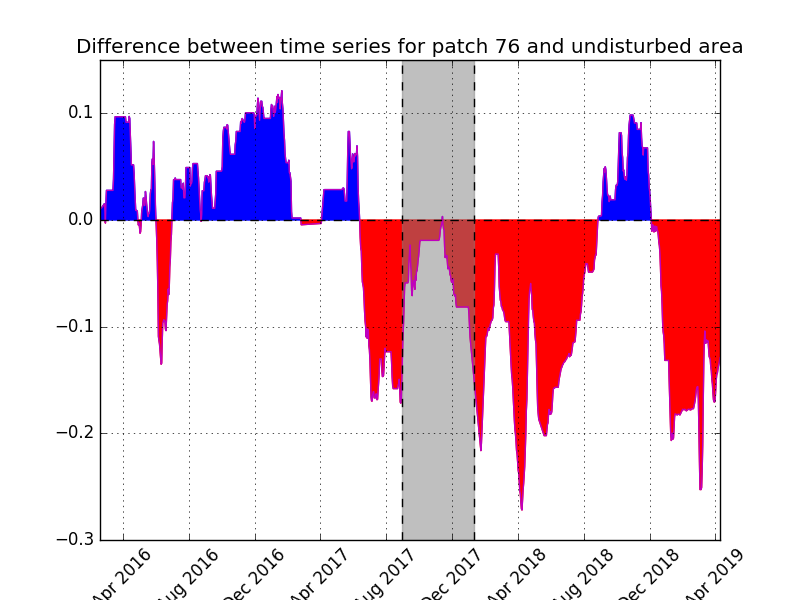 Difference between time series for patch 76 and undisturbed area
0.1
0.0
−0.1
−0.2
−0.3
Apr 2016
Aug 2016
Dec 2016
Apr 2017
Aug 2017
Dec 2017
Apr 2018
Aug 2018
Dec 2018
Apr 2019